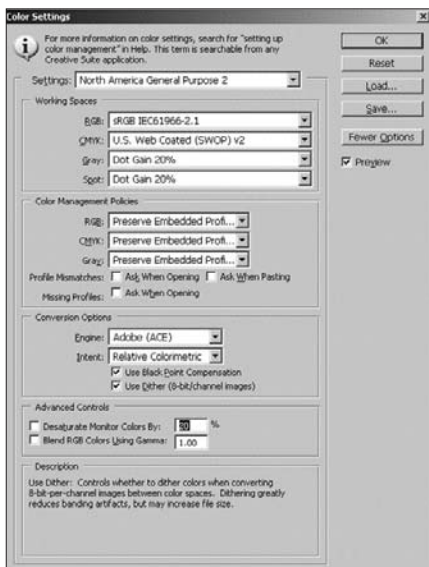 Color Settings
For more information on color settings, search for "setting up
color management" in Help. This term is searchable from any
Creative Suite application.
Settings: North America General Purpose 2
Working Spaces
RGB: sRGB IEC61966-2.1
CMYK: U.S. Web Coated (SWOP) v2
Gray: Dot Gain 20%
Spot: Dot Gain 20%
Color Management Policies
RGB: Preserve Embedded Profi...
CMYK: Preserve Embedded Profi...
Gray: Preserve Embedded Profi...
Profile Mismatches: Ask When Opening Ask When Pasting
Missing Profiles: Ask When Opening
Conversion Options
Engine: Adobe (ACE)
Intent: Relative Colorimetric
Use Black Point Compensation
Use Dither (8-bit/channel images)
Advanced Controls
Desaturate Monitor Colors By: 20 %
Blend RGB Colors Using Gamma: 1.00
Description
Use Dither: Controls whether to dither colors when converting
8-bit-per-channel images between color spaces. Dithering greatly
reduces banding artifacts, but may increase file size.
OK
Reset
Load...
Save...
Fewer Options
Preview